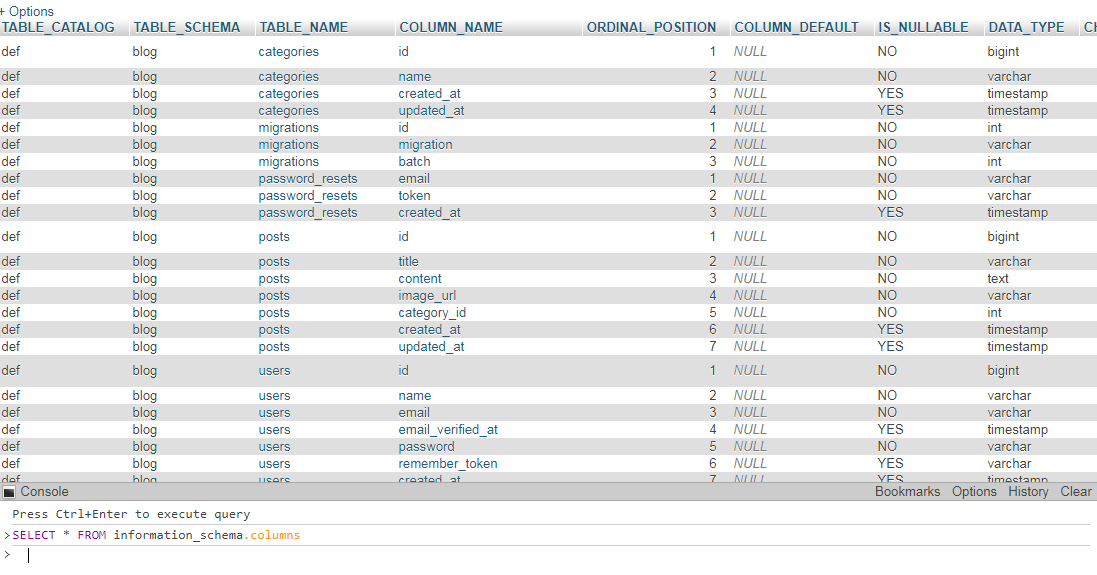 + Options
TABLE_CATALOG TABLE_SCHEMA TABLE_NAME COLUMN_NAME ORDINAL_POSITION COLUMN_DEFAULT IS_NULLABLE DATA_TYPE CH
def blog categories id 1 NULL NO bigint
def blog categories name 2 NULL NO varchar
def blog categories created_at 3 NULL YES timestamp
def blog categories updated_at 4 NULL YES timestamp
def blog migrations id 1 NULL NO int
def blog migrations migration 2 NULL NO varchar
def blog migrations batch 3 NULL NO int
def blog password_resets email 1 NULL NO varchar
def blog password_resets token 2 NULL NO varchar
def blog password_resets created_at 3 NULL YES timestamp
def blog posts id 1 NULL NO bigint
def blog posts title 2 NULL NO varchar
def blog posts content 3 NULL NO text
def blog posts image_url 4 NULL NO varchar
def blog posts category_id 5 NULL NO int
def blog posts created_at 6 NULL YES timestamp
def blog posts updated_at 7 NULL YES timestamp
def blog users id 1 NULL NO bigint
def blog users name 2 NULL NO varchar
def blog users email 3 NULL NO varchar
def blog users email_verified_at 4 NULL YES timestamp
def blog users password 5 NULL NO varchar
def blog users remember_token 6 NULL YES varchar
def blog users created_at 7 NULL YES timestamp
Console Bookmarks Options History Clear
Press Ctrl+Enter to execute query
>SELECT * FROM information_schema.columns
>